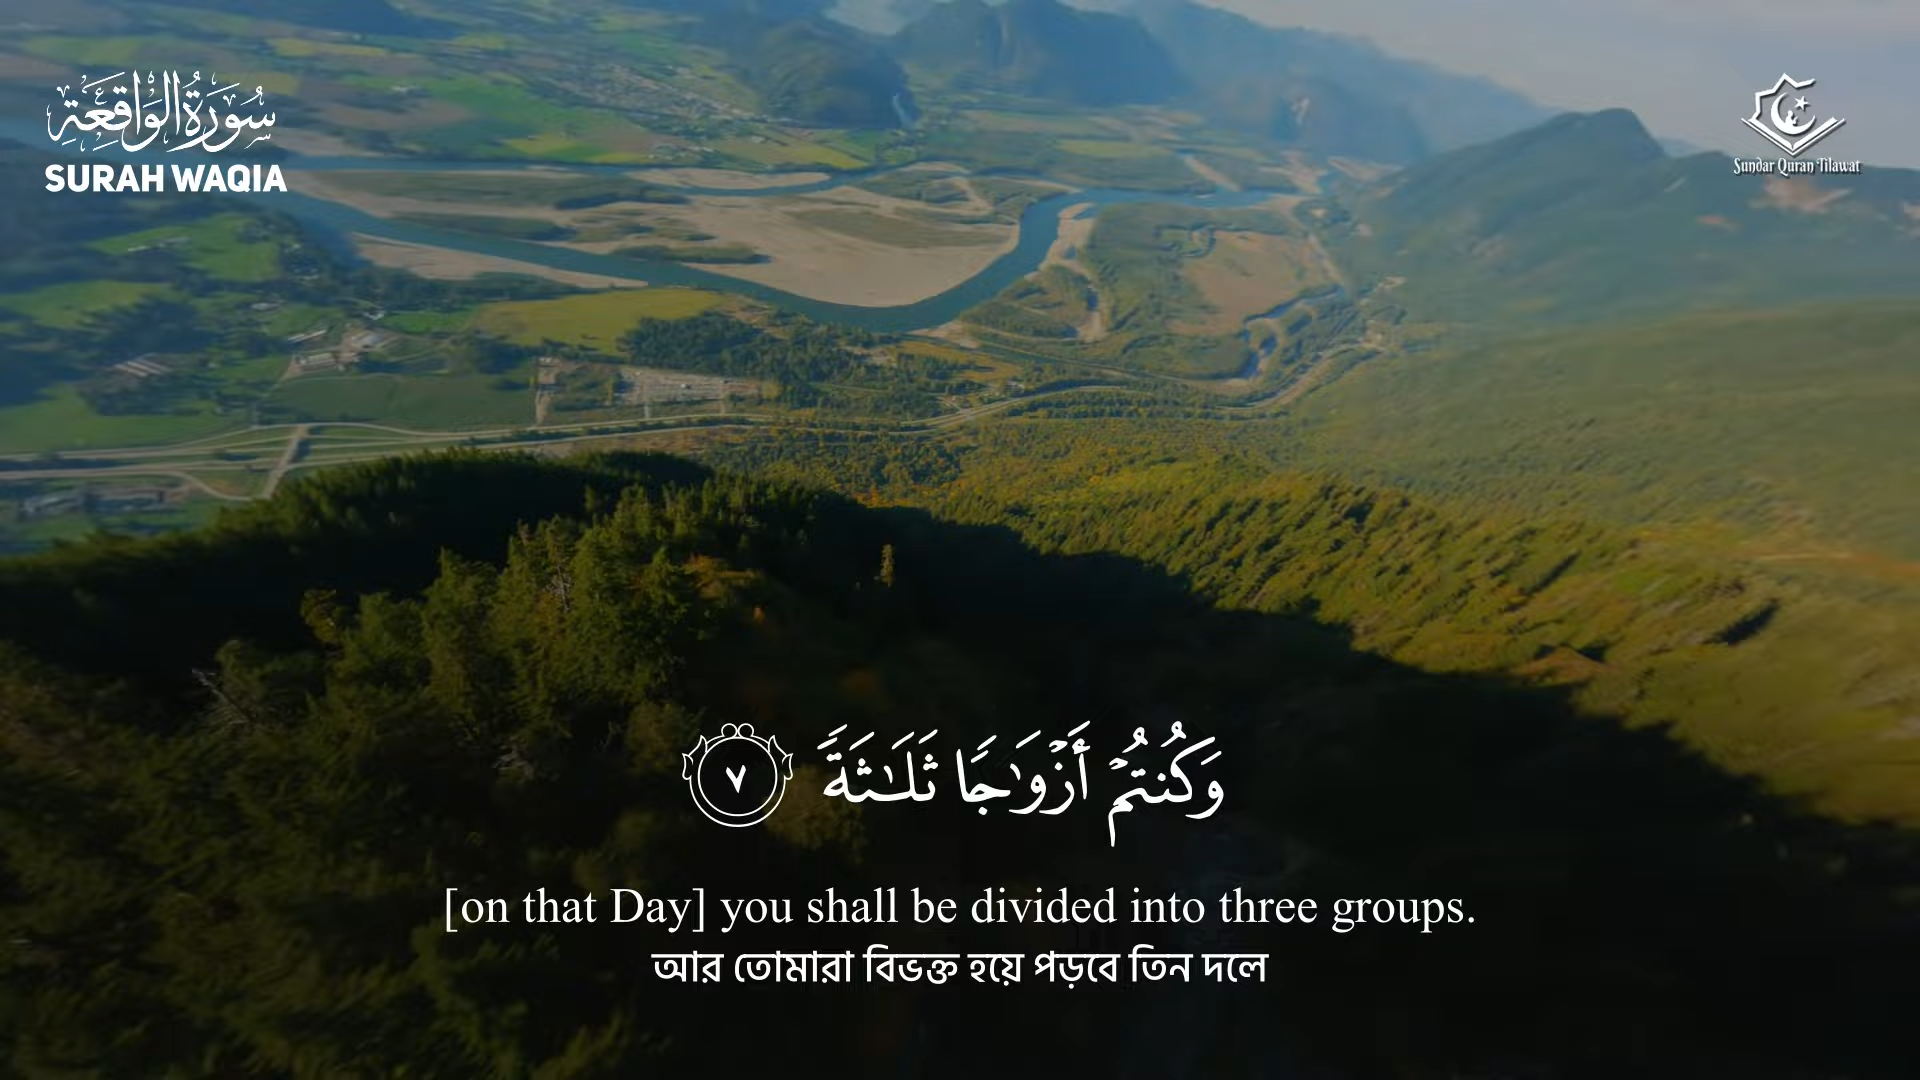 سُورَةُ الْوَاقِعَة
SURAH WAQIA
Sundar Quran Tilawat
وَكُنتُمْ أَزْوَٰجًا ثَلَـٰثَةً ٧
[on that Day] you shall be divided into three groups.
আর তোমারা বিভক্ত হয়ে পড়বে তিন দলে